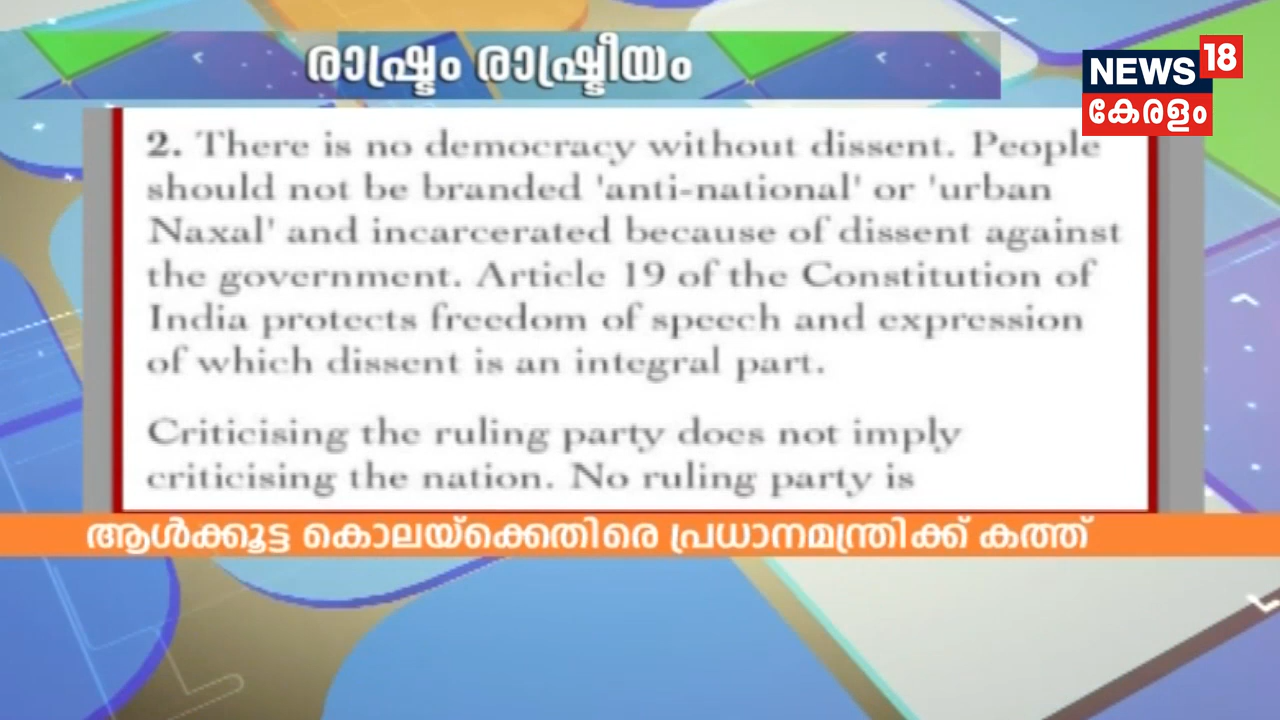 രാഷ്ട്രം രാഷ്ട്രീയം
NEWS 18
കേരളം
2. There is no democracy without dissent. People
should not be branded 'anti-national' or 'urban
Naxal' and incarcerated because of dissent against
the government. Article 19 of the Constitution of
India protects freedom of speech and expression
of which dissent is an integral part.
Criticising the ruling party does not imply
criticising the nation. No ruling party is
ആൾക്കൂട്ട കൊലയ്ക്കെതിരെ പ്രധാനമന്ത്രിക്ക് കത്ത്